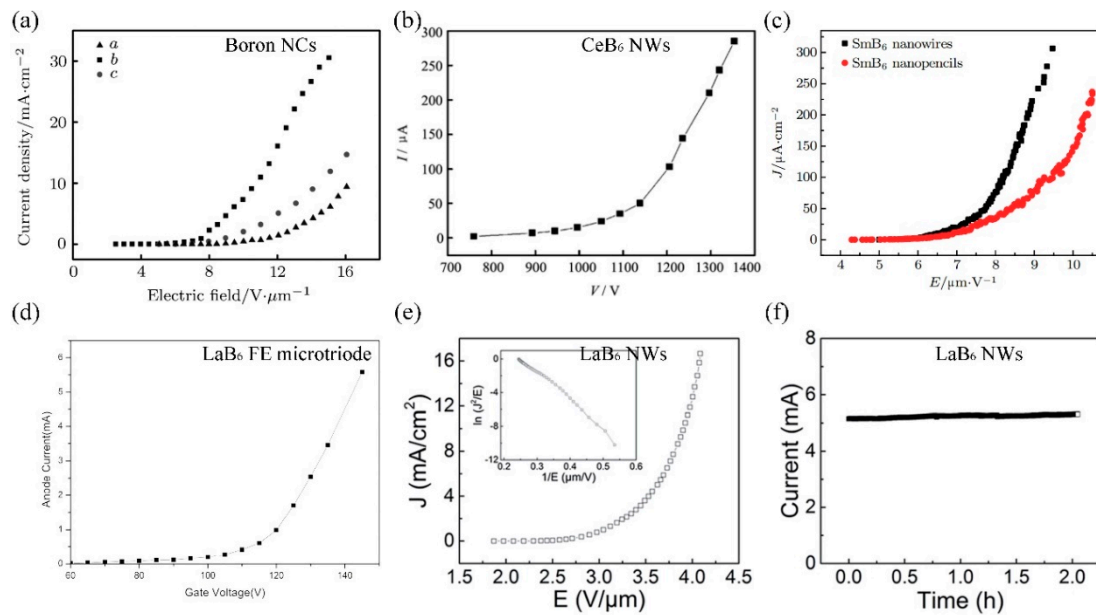 (a)
Boron NCs
a
b
c
Current density/mA·cm⁻²
30
20
10
0
0 4 8 12 16
Electric field/V·μm⁻¹
(b)
CeB₆ NWs
I / μA
300
250
200
150
100
50
0
700 800 900 1000 1100 1200 1300 1400
V / V
(c)
SmB₆ nanowires
SmB₆ nanopencils
J/μA·cm⁻²
300
250
200
150
100
50
0
4 5 6 7 8 9 10
E/μm·V⁻¹
(d)
LaB₆ FE microtriode
Anode Current(mA)
6
5
4
3
2
1
0
60 80 100 120 140
Gate Voltage(V)
(e)
LaB₆ NWs
J (mA/cm²)
16
12
8
4
0
1.5 2.0 2.5 3.0 3.5 4.0 4.5
E (V/μm)
ln (J²/E)
0
-4
-8
-12
0.2 0.3 0.4 0.5 0.6
1/E (μm/V)
(f)
LaB₆ NWs
Current (mA)
8
6
4
2
0
0.0 0.5 1.0 1.5 2.0
Time (h)